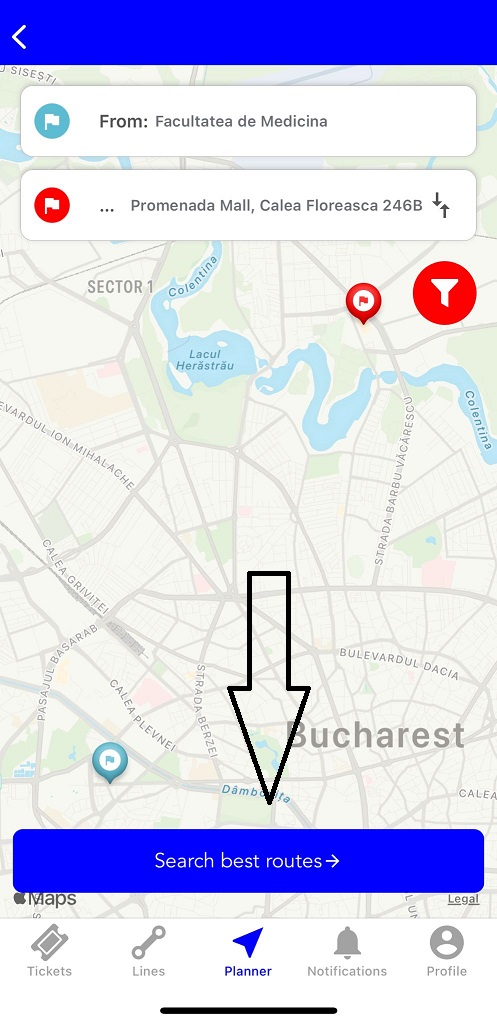 U SISEȘTI
From: Facultatea de Medicina
... Promenada Mall, Calea Floreasca 246B
SECTOR 1
Colentina
Lacul
Herăstrău
Colentina
EVARDUL ION MIHALACHE
STRADA BARBU VĂCĂRESCU
CALEA GRIVIȚEI
PASAJUL BASARAB
BULEVARDUL DACIA
CALEA PLEVNEI
STRADA BERZEI
Bucharest
Dâmbovița
CALEA
Search best routes→
Maps
Legal
Tickets Lines Planner Notifications Profile